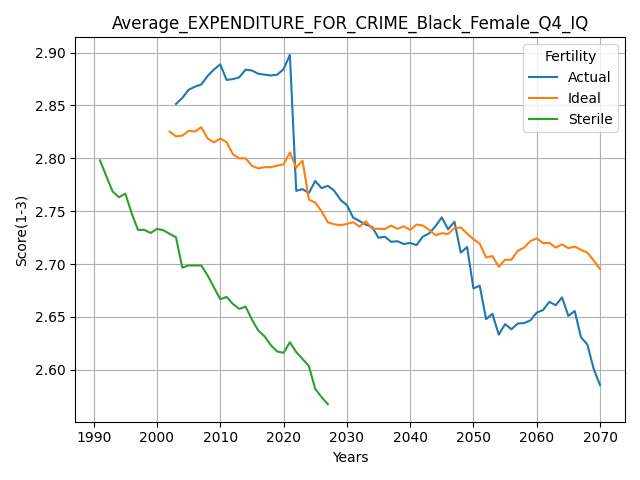 Average_EXPENDITURE_FOR_CRIME_Black_Female_Q4_IQ
Fertility
Actual
Ideal
Sterile
Score(1-3)
2.90
2.85
2.80
2.75
2.70
2.65
2.60
1990 2000 2010 2020 2030 2040 2050 2060 2070
Years